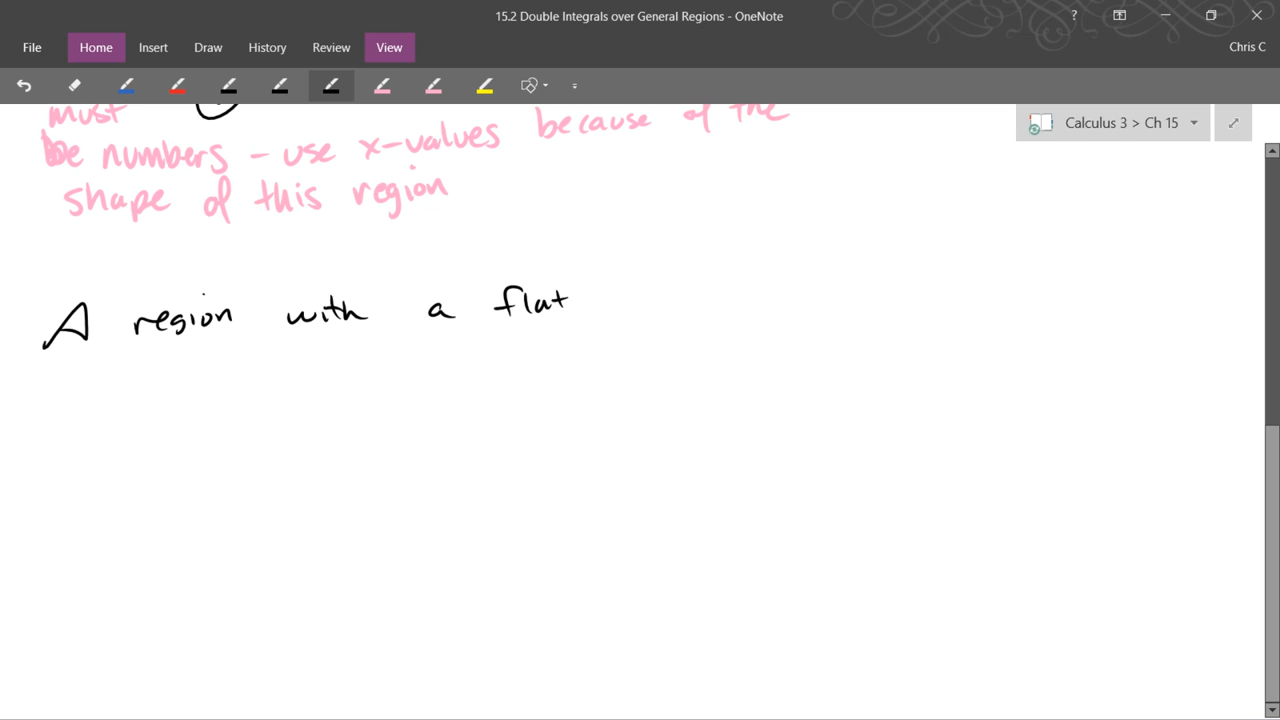 15.2 Double Integrals over General Regions - OneNote
?
File
Home
Insert
Draw
History
Review
View
Chris C
Calculus 3 > Ch 15
must because of the
be numbers - use x-values
shape of this region
A region with a flat